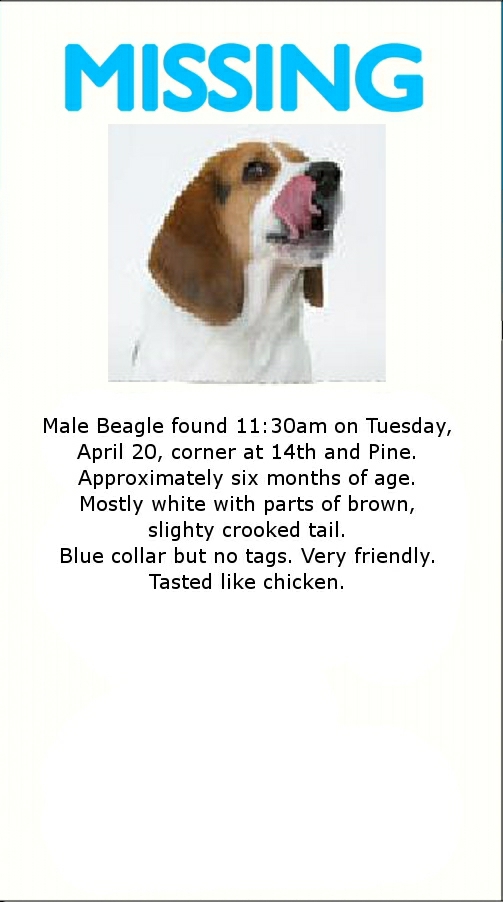 MISSING
Male Beagle found 11:30am on Tuesday,
April 20, corner at 14th and Pine.
Approximately six months of age.
Mostly white with parts of brown,
slighty crooked tail.
Blue collar but no tags. Very friendly.
Tasted like chicken.